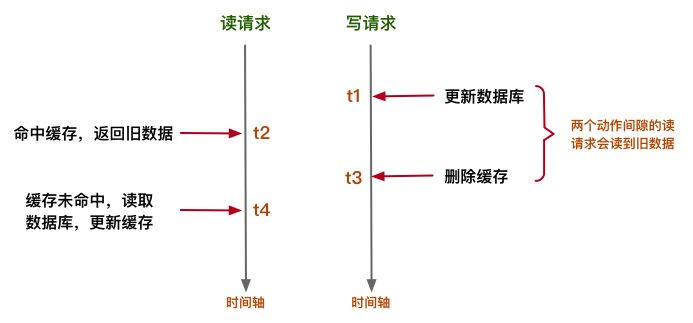 读请求
写请求
t1
更新数据库
两个动作间隙的读
请求会读到旧数据
命中缓存，返回旧数据
t2
t3
删除缓存
缓存未命中，读取
数据库，更新缓存
t4
时间轴
时间轴